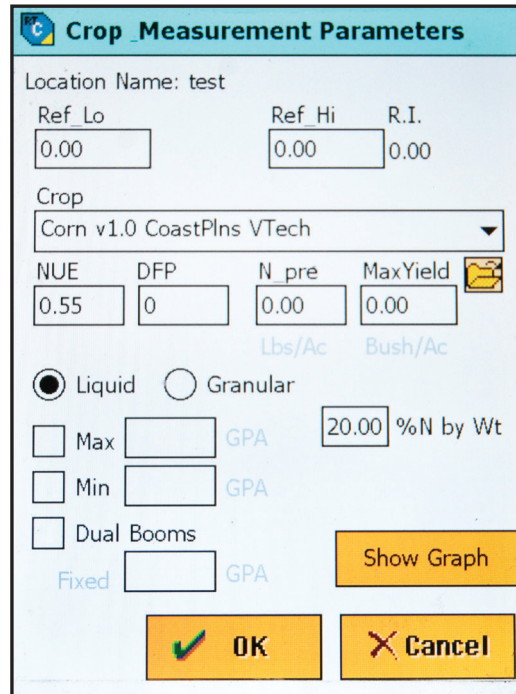 RT
C
Crop _Measurement Parameters
Location Name: test
Ref_Lo Ref_Hi R.I.
0.00 0.00 0.00
Crop
Corn v1.0 CoastPlns VTech
NUE DFP N_pre MaxYield
0.55 0 0.00 0.00
Lbs/Ac Bush/Ac
Liquid Granular
Max GPA 20.00 %N by Wt
Min GPA
Dual Booms
Fixed GPA
Show Graph
OK Cancel